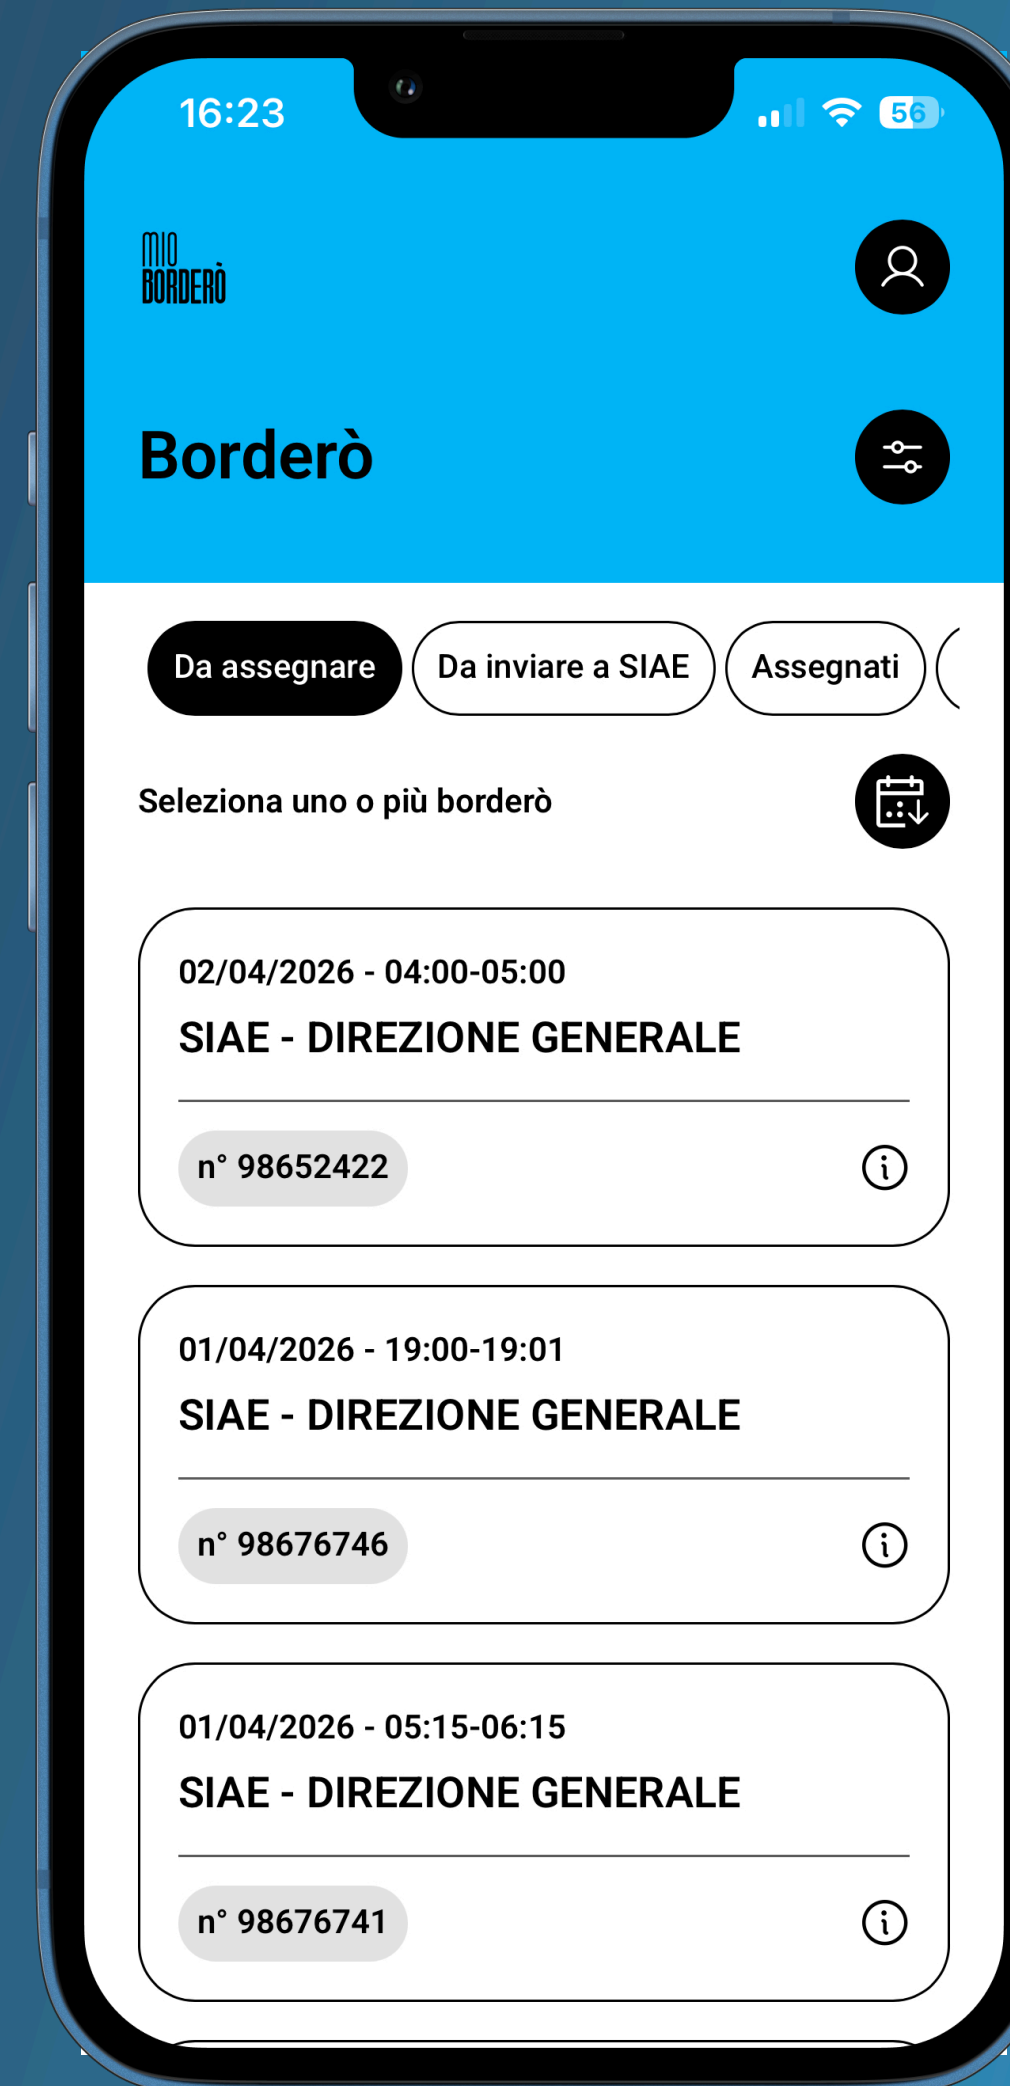 16:23
56
MIO
BORDERÒ
Borderò
Da assegnare
Da inviare a SIAE
Assegnati
Seleziona uno o più borderò
02/04/2026 - 04:00-05:00
SIAE - DIREZIONE GENERALE
n° 98652422
01/04/2026 - 19:00-19:01
SIAE - DIREZIONE GENERALE
n° 98676746
01/04/2026 - 05:15-06:15
SIAE - DIREZIONE GENERALE
n° 98676741